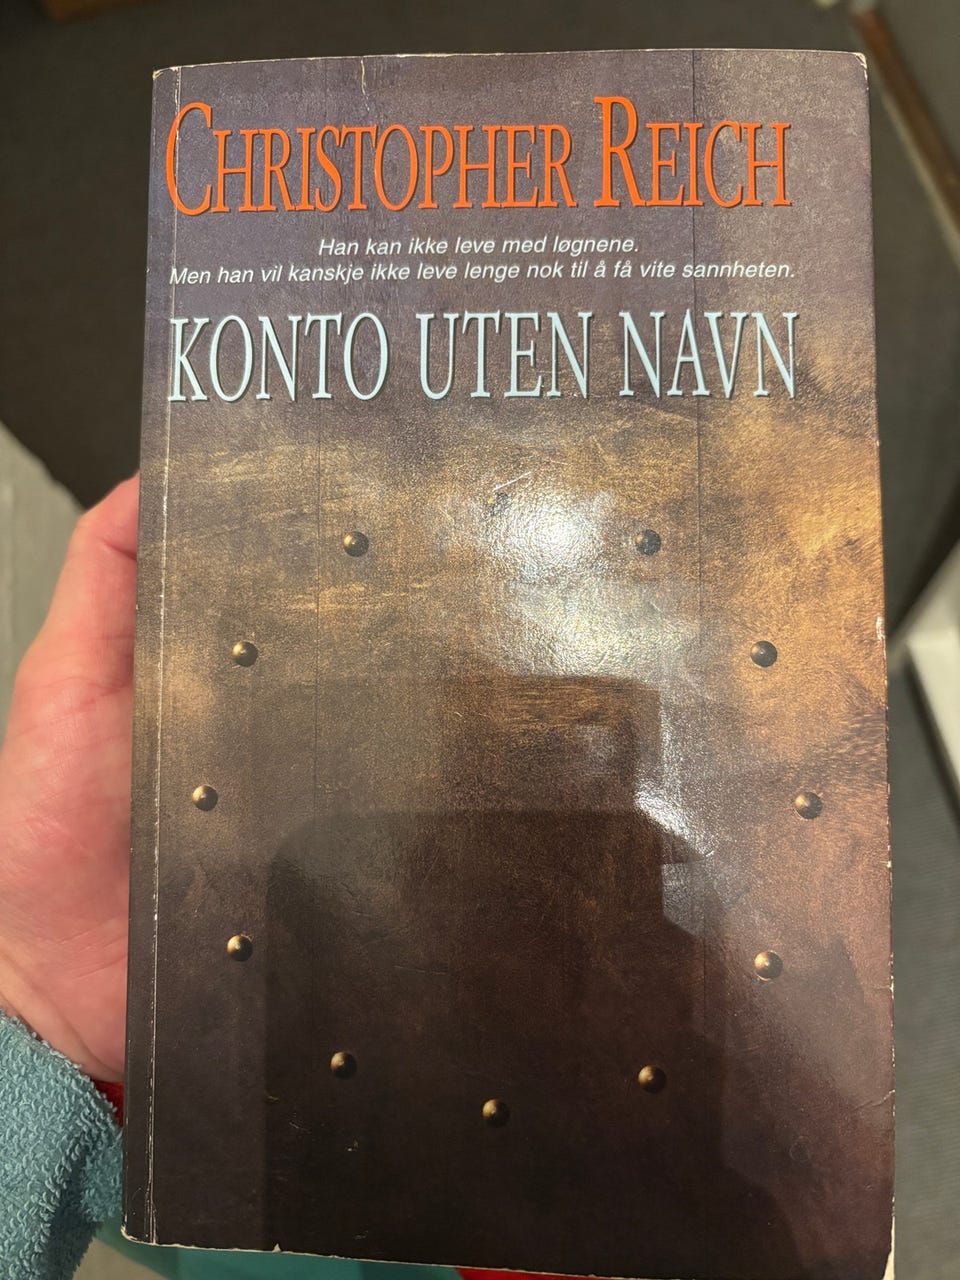 CHRISTOPHER REICH
Han kan ikke leve med løgnene.
Men han vil kanskje ikke leve lenge nok til å få vite sannheten.
KONTO UTEN NAVN